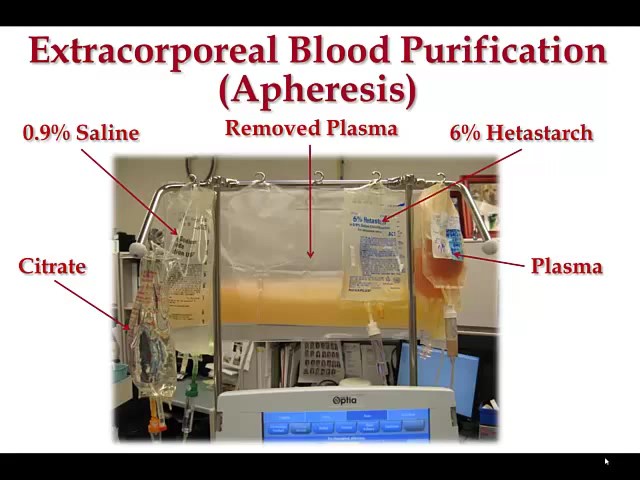 Extracorporeal Blood Purification
(Apheresis)
0.9% Saline
Removed Plasma
6% Hetastarch
Citrate
Plasma
6% Hetastarch
Optia